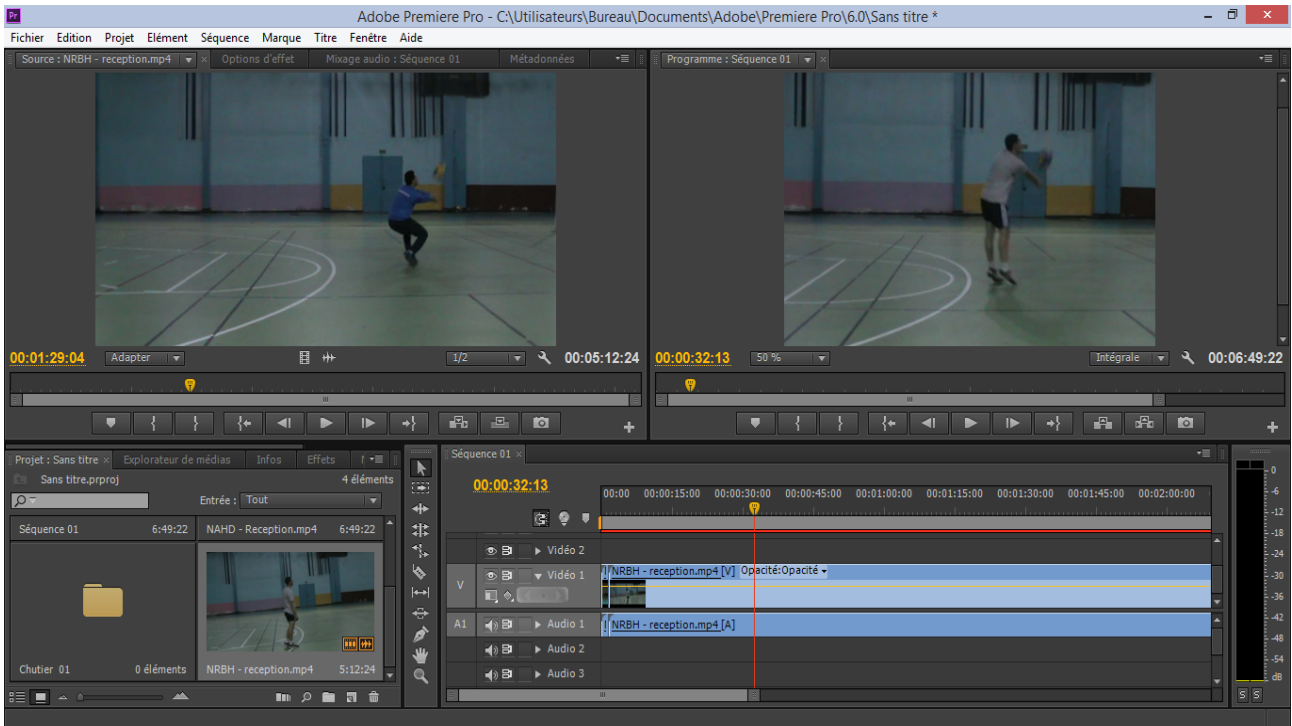 Pr Adobe Premiere Pro - C:\Utilisateurs\Bureau\Documents\Adobe\Premiere Pro\6.0\Sans titre *
Fichier Edition Projet Elément Séquence Marque Titre Fenêtre Aide
Source : NRBH - reception.mp4 Options d'effet Mixage audio : Séquence 01 Métadonnées
Programme : Séquence 01
00:01:29:04 Adapter 1/2 00:05:12:24
00:00:32:13 50 % Intégrale 00:06:49:22
Projet : Sans titre × Explorateur de médias Infos Effets
Sans titre.prproj 4 éléments
Entrée : Tout
Séquence 01 6:49:22 NAHD - Reception.mp4 6:49:22
Chutier 01 0 éléments NRBH - reception.mp4 5:12:24
Séquence 01 ×
00:00:32:13
00:00 00:00:15:00 00:00:30:00 00:00:45:00 00:01:00:00 00:01:15:00 00:01:30:00 00:01:45:00 00:02:00:00
Vidéo 2
V Vidéo 1 NRBH - reception.mp4 [V] Opacité:Opacité
A1 Audio 1 NRBH - reception.mp4 [A]
Audio 2
Audio 3
0
-6
-12
-18
-24
-30
-36
-42
-48
-54
dB
S S